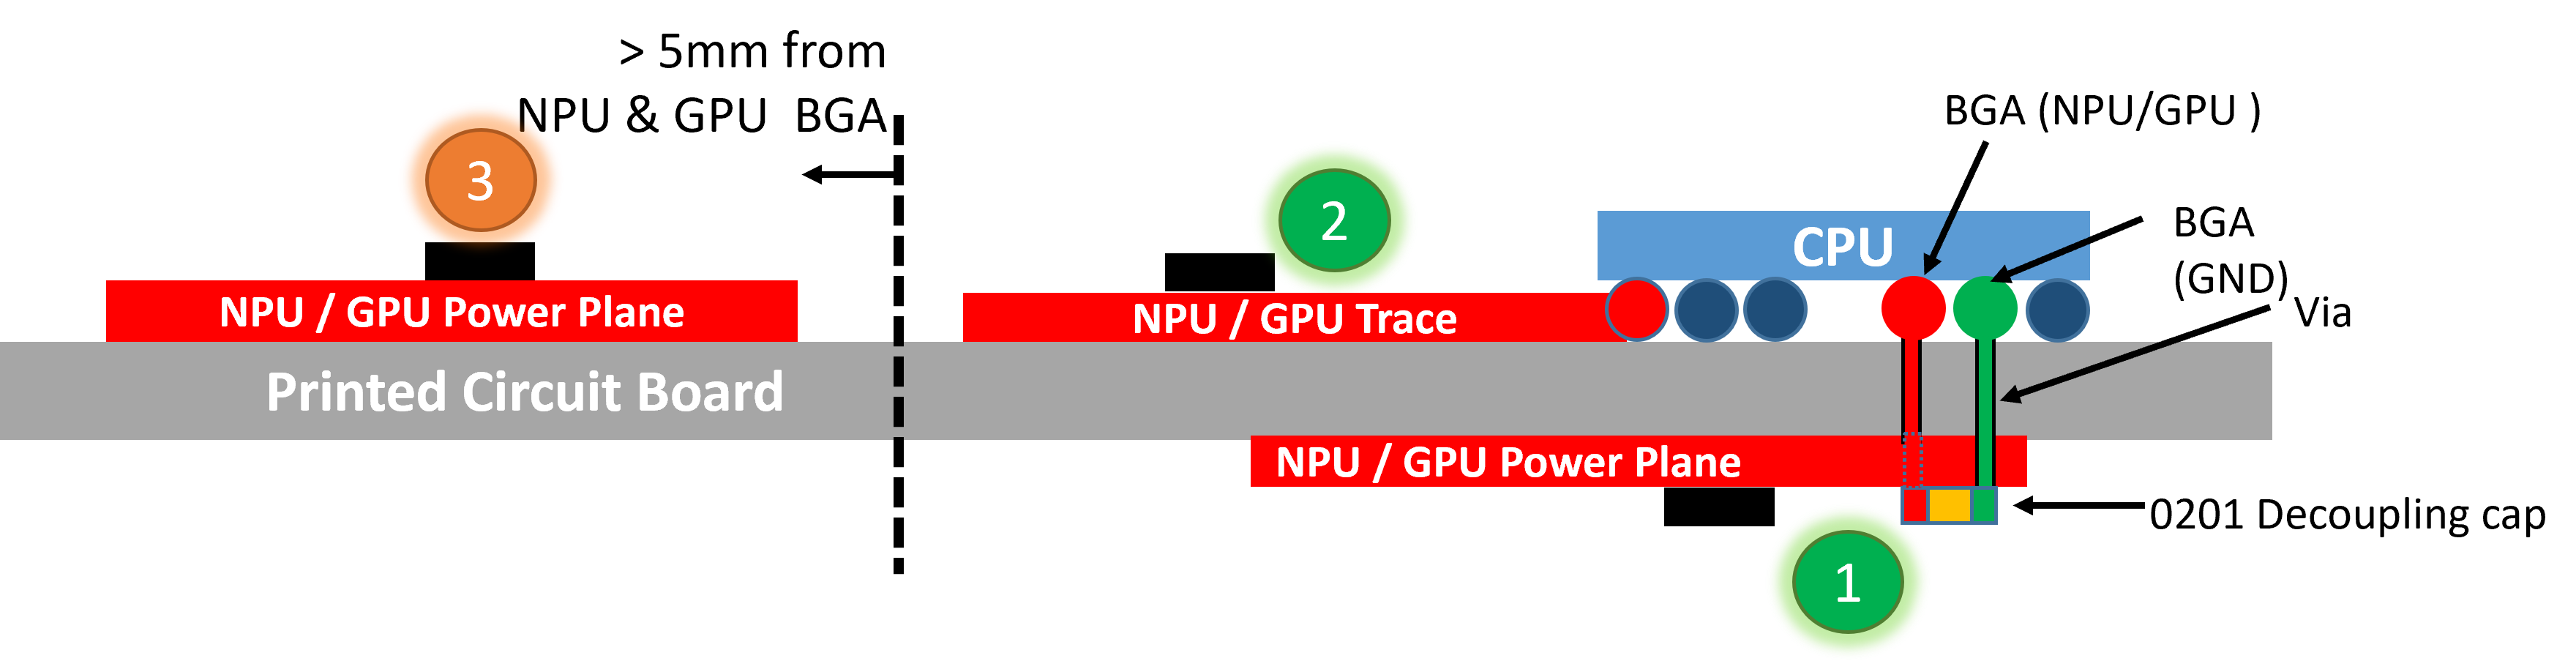 > 5mm from
NPU & GPU  BGA
3
2
BGA (NPU/GPU )
CPU
BGA
(GND)
Via
NPU / GPU Power Plane
NPU / GPU Trace
Printed Circuit Board
NPU / GPU Power Plane
0201 Decoupling cap
1